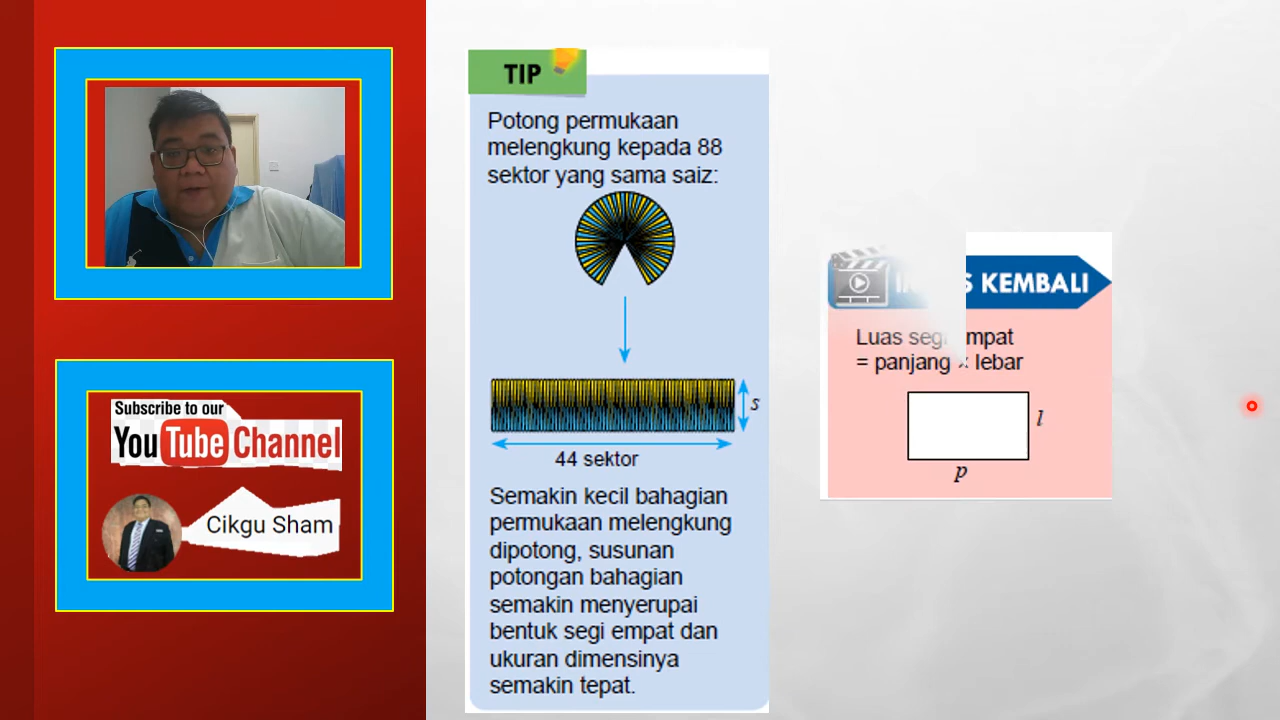 Subscribe to our
YouTube Channel
Cikgu Sham
TIP
Potong permukaan
melengkung kepada 88
sektor yang sama saiz:
s
44 sektor
Semakin kecil bahagian
permukaan melengkung
dipotong, susunan
potongan bahagian
semakin menyerupai
bentuk segi empat dan
ukuran dimensinya
semakin tepat.
KEMBALI
Luas segi empat
= panjang × lebar
l
p